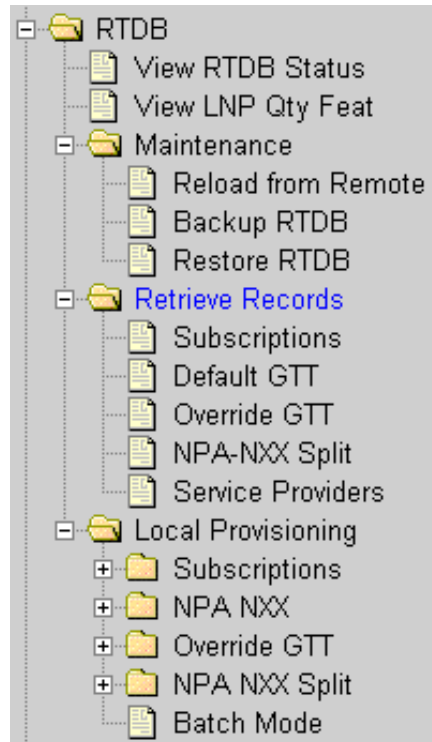 RTDB
View RTDB Status
View LNP Qty Feat
Maintenance
Reload from Remote
Backup RTDB
Restore RTDB
Retrieve Records
Subscriptions
Default GTT
Override GTT
NPA-NXX Split
Service Providers
Local Provisioning
Subscriptions
NPA NXX
Override GTT
NPA NXX Split
Batch Mode